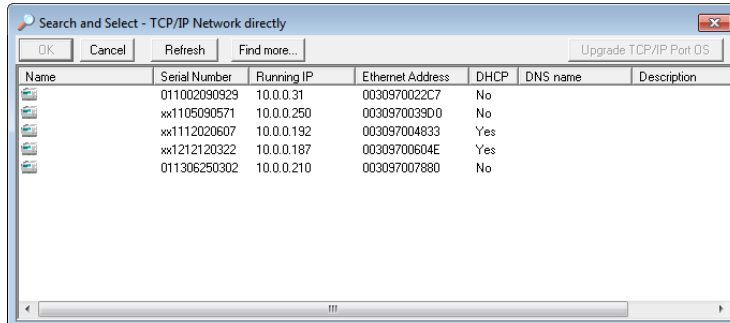 Search and Select - TCP/IP Network directly
OK Cancel Refresh Find more... Upgrade TCP/IP Port OS
Name Serial Number Running IP Ethernet Address DHCP DNS name Description
011002090929 10.0.0.31 0030970022C7 No
xx1105090571 10.0.0.250 0030970039D0 No
xx1112020607 10.0.0.192 003097004833 Yes
xx1212120322 10.0.0.187 00309700604E Yes
011306250302 10.0.0.210 003097007880 No